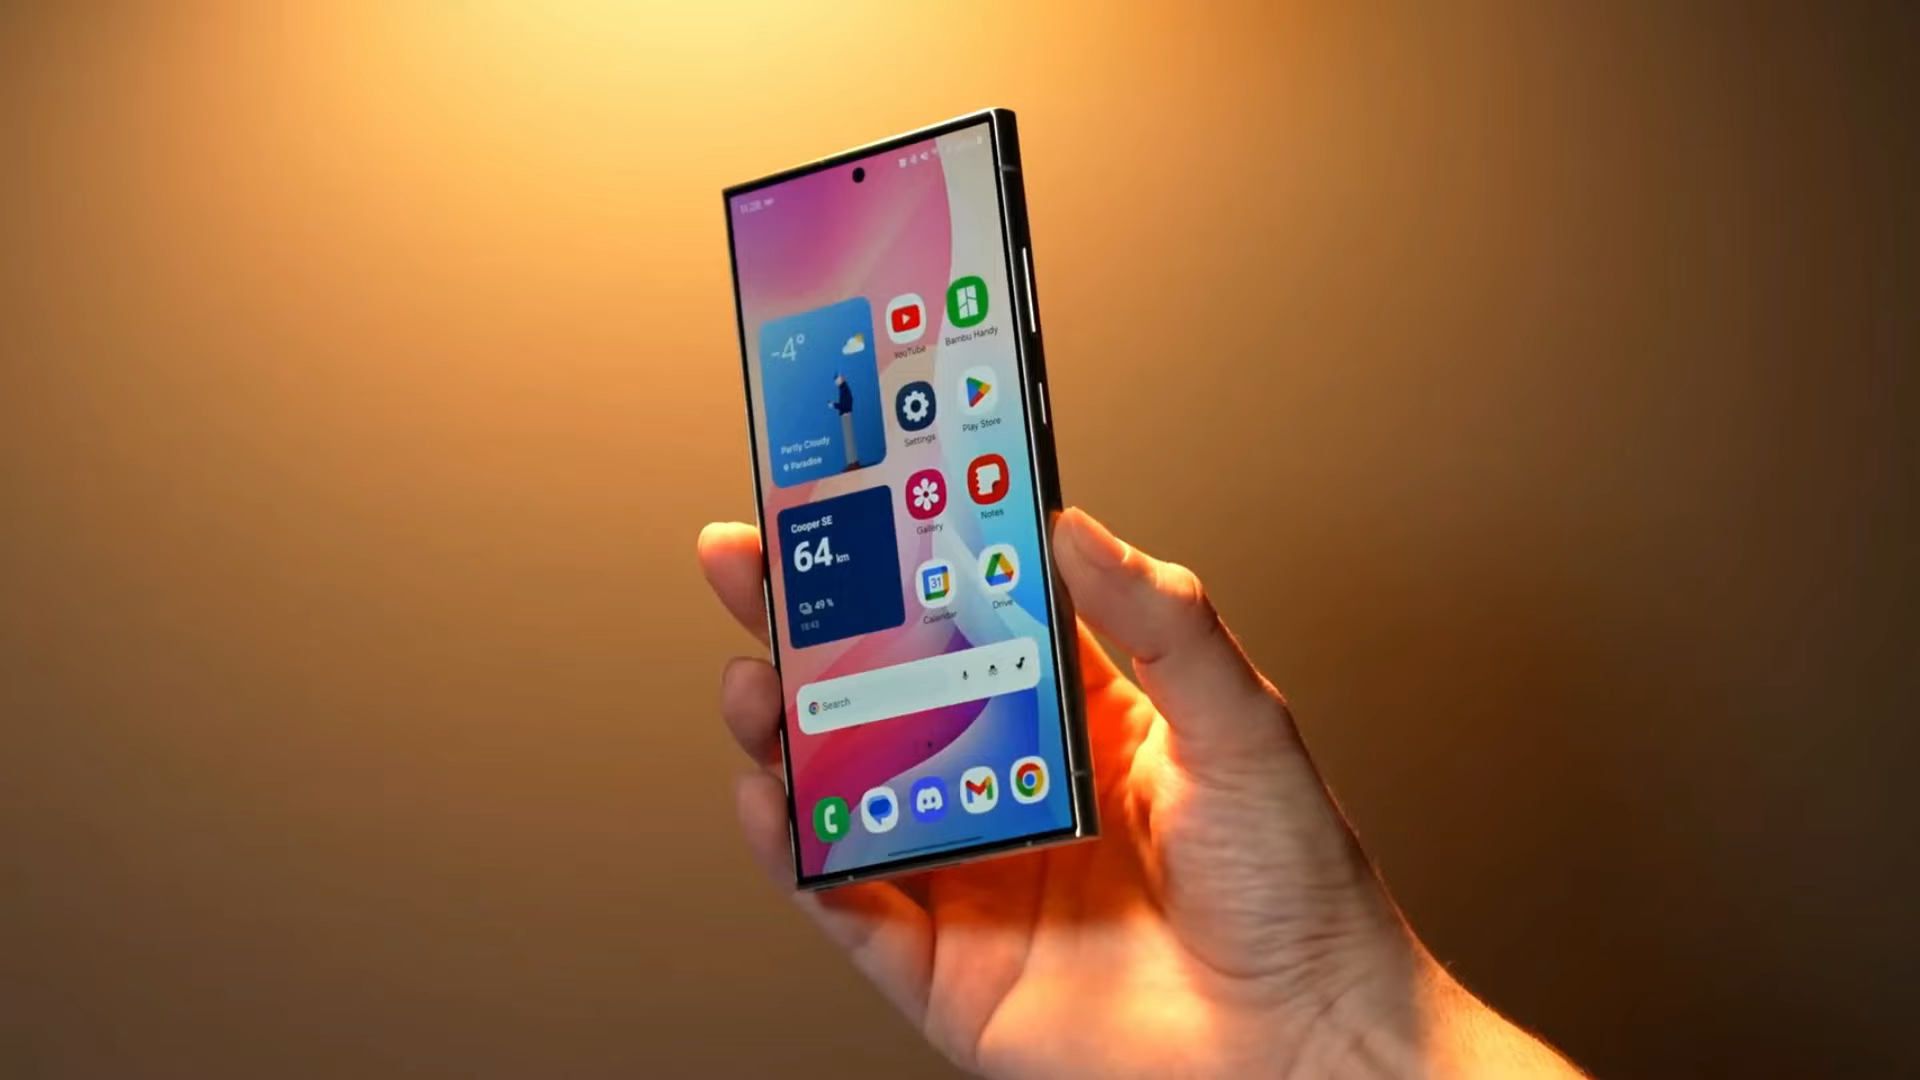 -4°
Partly Cloudy
Paradise
YouTube
Bambu Handy
Settings
Play Store
Gallery
Notes
Cooper SE
64 km
49 %
31
Calendar
Drive
Search